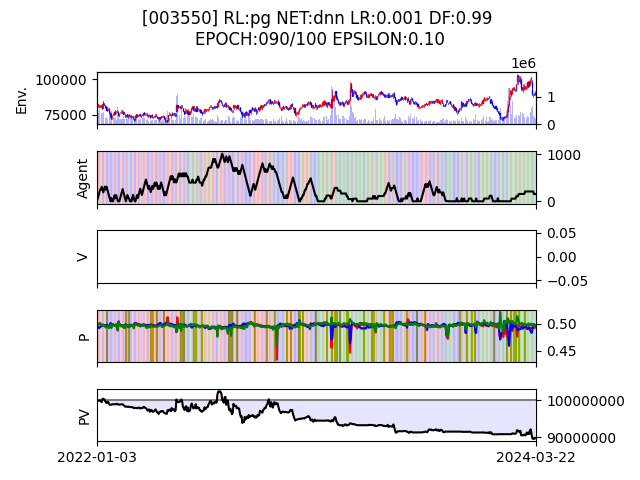 [003550] RL:pg NET:dnn LR:0.001 DF:0.99
EPOCH:090/100 EPSILON:0.10
1e6
Env.
100000
75000
1
0
Agent
1000
0
V
0.05
0.00
−0.05
P
0.50
0.45
PV
100000000
90000000
2022-01-03
2024-03-22